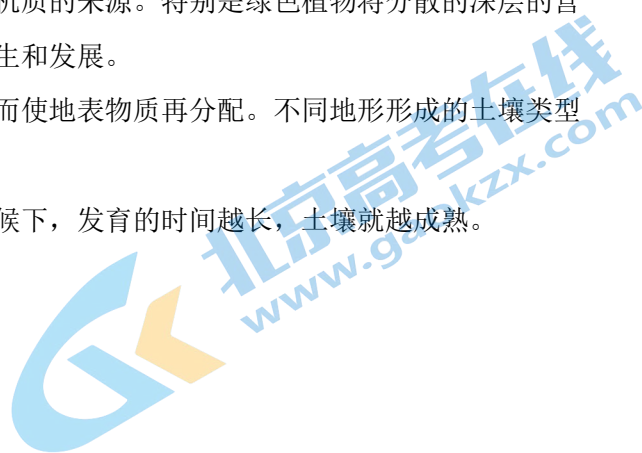 机质的来源。特别是绿色植物将分散的深层的营
生和发展。
而使地表物质再分配。不同地形形成的土壤类型
候下，发育的时间越长，土壤就越成熟。
北京高考在线
www.gaokzx.com